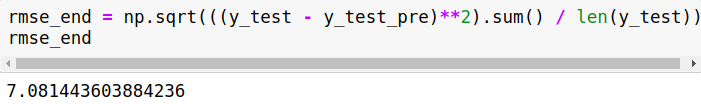 rmse_end = np.sqrt(((y_test - y_test_pre)**2).sum() / len(y_test))
rmse_end
7.081443603884236